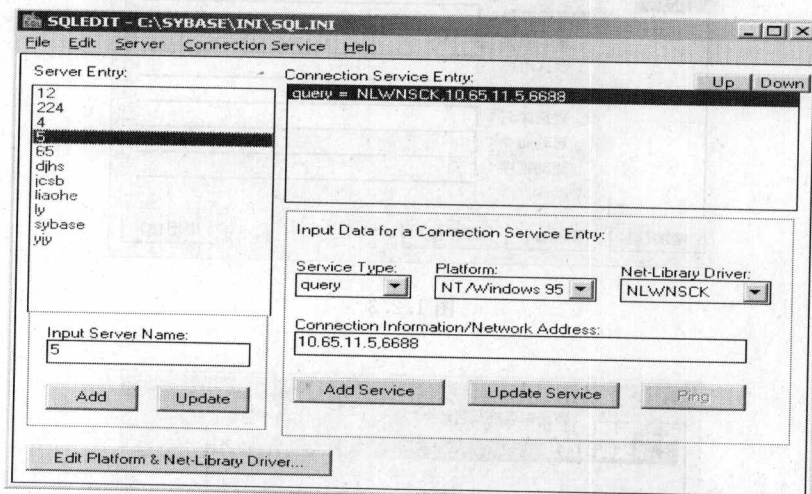 SQLEDIT - C:\SYBASE\INI\SQL.INI
File Edit Server Connection Service Help
Server Entry:
12
224
4
5
65
djhs
jcsb
liaohe
ly
sybase
yjy
Connection Service Entry:
Up Down
query = NLWNSCK,10.65.11.5,6688
Input Data for a Connection Service Entry:
Service Type: Platform: Net-Library Driver:
query NT/Windows 95 NLWNSCK
Connection Information/Network Address:
10.65.11.5,6688
Add Service Update Service Ping
Input Server Name:
5
Add Update
Edit Platform & Net-Library Driver...